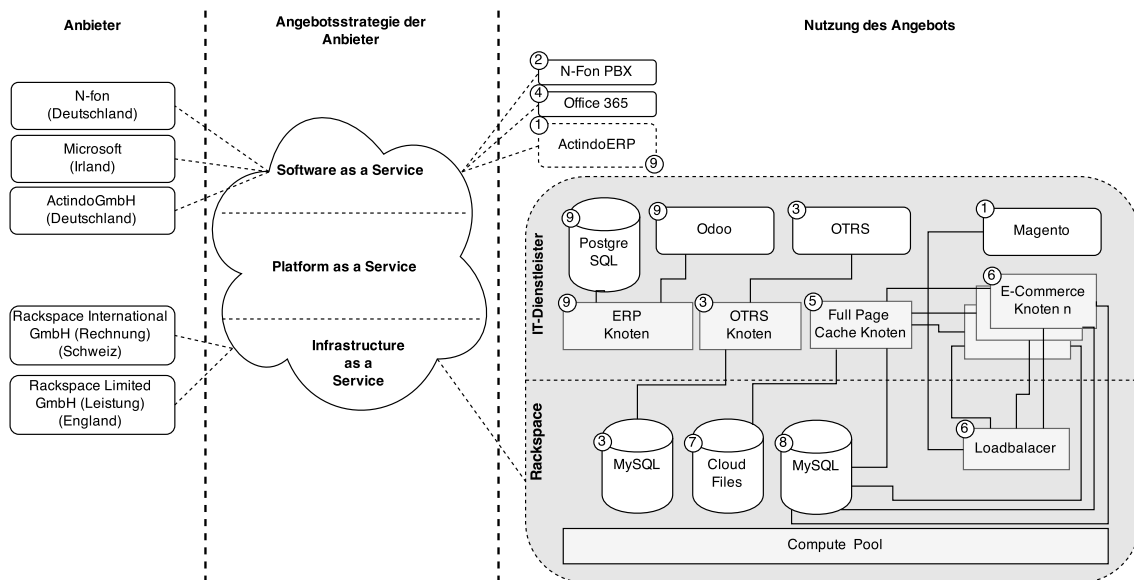 Anbieter
Angebotsstrategie der
Anbieter
Nutzung des Angebots
N-fon
(Deutschland)
Microsoft
(Irland)
ActindoGmbH
(Deutschland)
Rackspace International
GmbH (Rechnung)
(Schweiz)
Rackspace Limited
GmbH (Leistung)
(England)
Software as a Service
Platform as a Service
Infrastructure
as a
Service
2
N-Fon PBX
4
Office 365
1
ActindoERP
9
IT-Dienstleister
9
Postgre
SQL
9
Odoo
3
OTRS
1
Magento
9
ERP
Knoten
3
OTRS
Knoten
5
Full Page
Cache Knoten
6
E-Commerce
Knoten n
Rackspace
3
MySQL
7
Cloud
Files
8
MySQL
6
Loadbalacer
Compute Pool